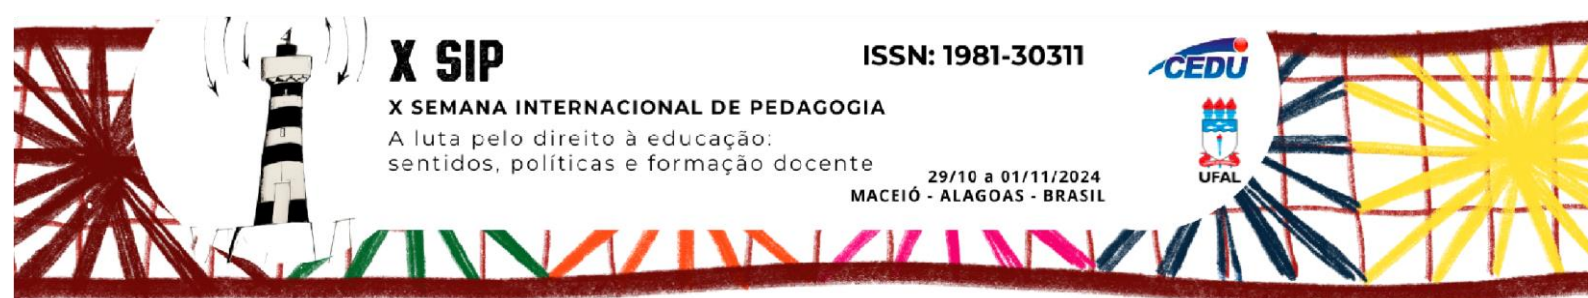 X SIP
X SEMANA INTERNACIONAL DE PEDAGOGIA
A luta pelo direito à educação:
sentidos, políticas e formação docente
ISSN: 1981-30311
29/10 a 01/11/2024
MACEIÓ - ALAGOAS - BRASIL
CEDU
UFAL